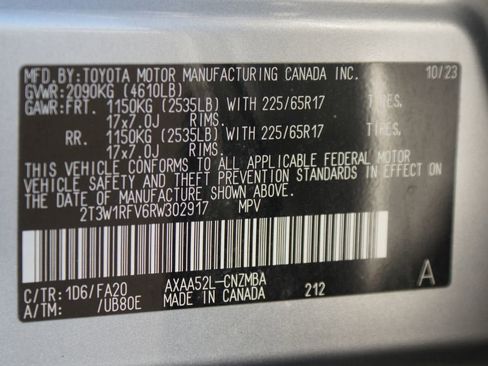 MFD.BY:TOYOTA MOTOR MANUFACTURING CANADA INC. 10/23
GVWR:2090KG (4610LB)
GAWR:FRT. 1150KG (2535LB) WITH 225/65R17 TIRES,
17x7.0J RIMS.
RR. 1150KG (2535LB) WITH 225/65R17 TIRES,
17x7.0J RIMS.
THIS VEHICLE CONFORMS TO ALL APPLICABLE FEDERAL MOTOR
VEHICLE SAFETY AND THEFT PREVENTION STANDARDS IN EFFECT ON
THE DATE OF MANUFACTURE SHOWN ABOVE.
2T3W1RFV6RW302917 MPV
C/TR:1D6/FA20 AXAA52L-CNZMBA A
A/TM: /UB80E MADE IN CANADA 212